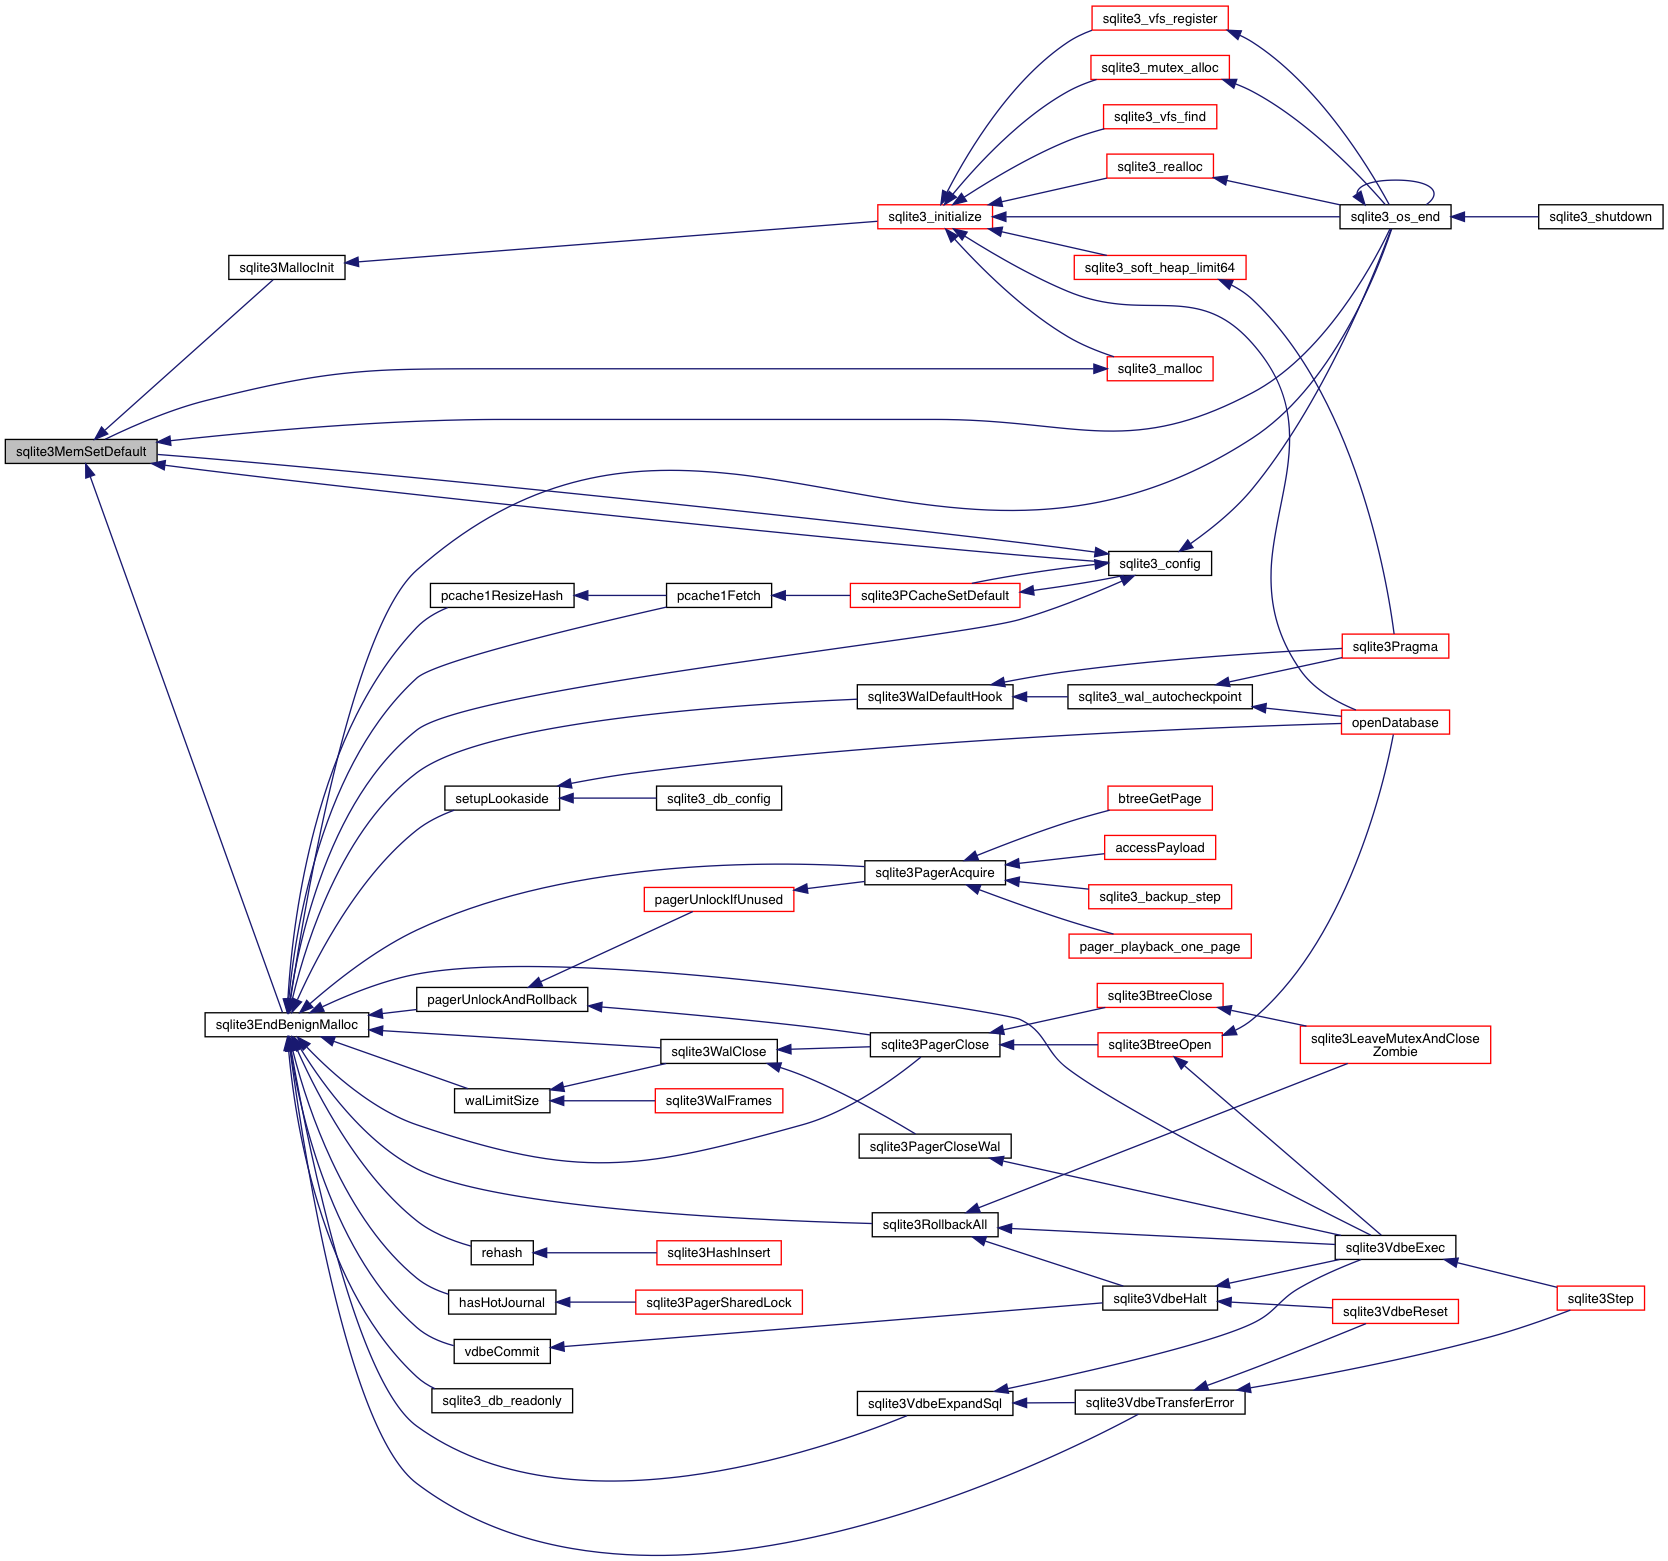 sqlite3_vfs_register
sqlite3_mutex_alloc
sqlite3_vfs_find
sqlite3_realloc
sqlite3_initialize
sqlite3_os_end
sqlite3_shutdown
sqlite3MallocInit
sqlite3_soft_heap_limit64
sqlite3_malloc
sqlite3MemSetDefault
sqlite3_config
pcache1ResizeHash
pcache1Fetch
sqlite3PCacheSetDefault
sqlite3Pragma
sqlite3WalDefaultHook
sqlite3_wal_autocheckpoint
openDatabase
setupLookaside
sqlite3_db_config
btreeGetPage
accessPayload
sqlite3PagerAcquire
pagerUnlockIfUnused
sqlite3_backup_step
pager_playback_one_page
pagerUnlockAndRollback
sqlite3BtreeClose
sqlite3EndBenignMalloc
sqlite3WalClose
sqlite3PagerClose
sqlite3BtreeOpen
sqlite3LeaveMutexAndClose
Zombie
walLimitSize
sqlite3WalFrames
sqlite3PagerCloseWal
sqlite3RollbackAll
rehash
sqlite3HashInsert
sqlite3VdbeExec
hasHotJournal
sqlite3PagerSharedLock
sqlite3VdbeHalt
sqlite3VdbeReset
sqlite3Step
vdbeCommit
sqlite3_db_readonly
sqlite3VdbeExpandSql
sqlite3VdbeTransferError